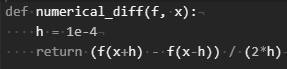 def numerical_diff(f, x):
    h = 1e-4
    return (f(x+h) - f(x-h)) / (2*h)